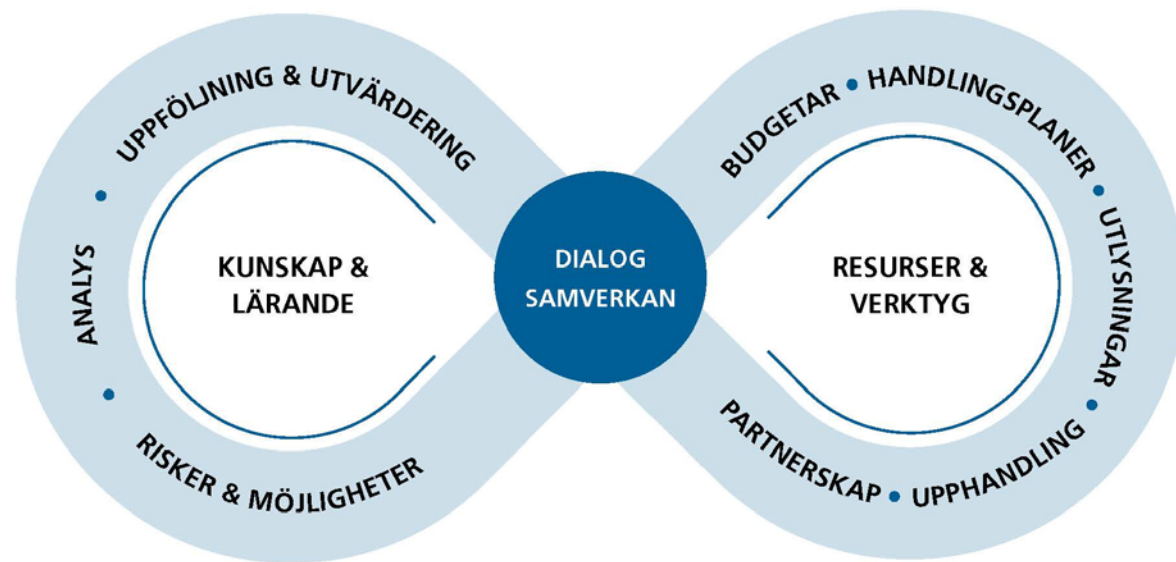 UPPFÖLJNING & UTVÄRDERING
ANALYS
RISKER & MÖJLIGHETER
KUNSKAP &
LÄRANDE
DIALOG
SAMVERKAN
RESURSER &
VERKTYG
BUDGETAR • HANDLINGSPLANER • UTLYSNINGAR •
PARTNERSKAP • UPPHANDLING